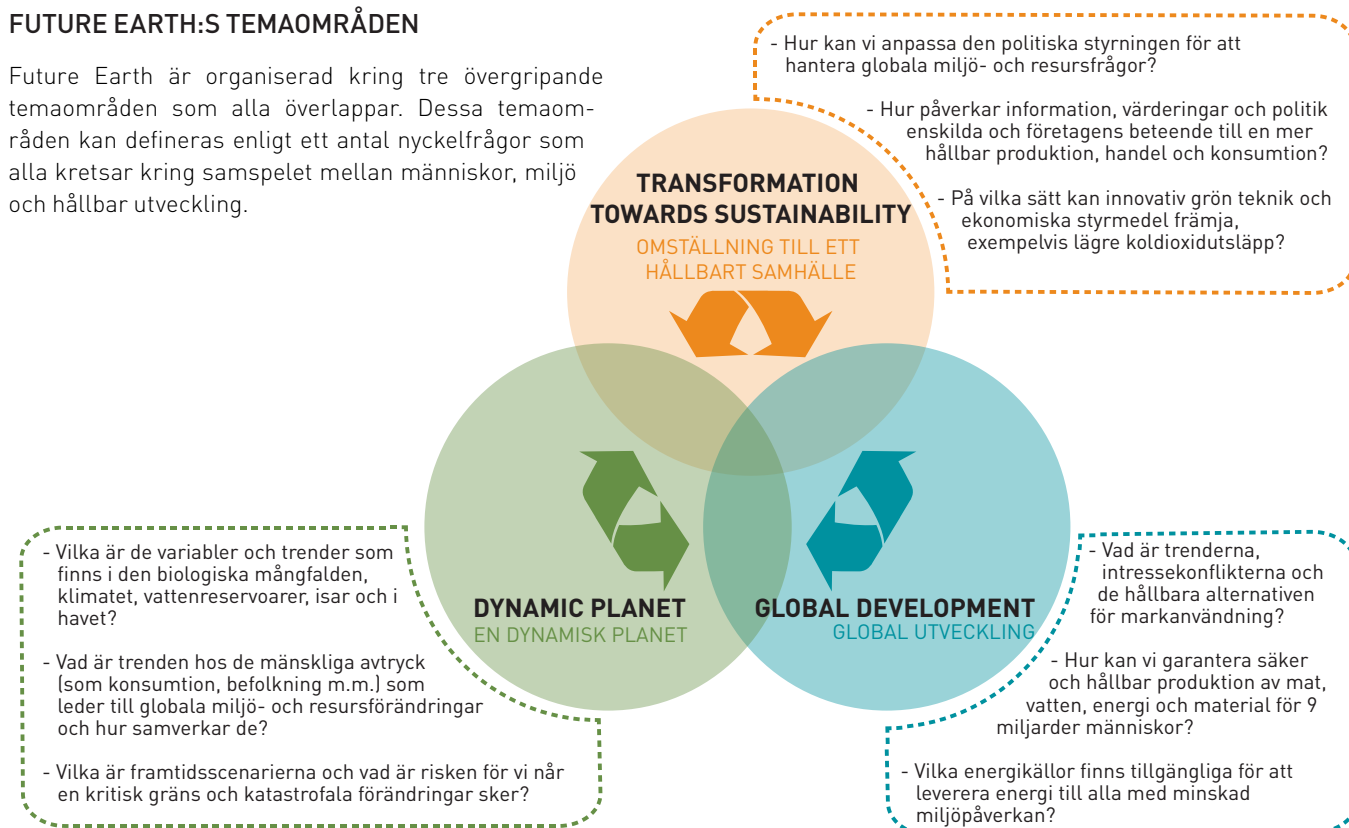 FUTURE EARTH:S TEMAOMRÅDEN
Future Earth är organiserad kring tre övergripande
temaområden som alla överlappar. Dessa temaom-
råden kan defineras enligt ett antal nyckelfrågor som
alla kretsar kring samspelet mellan människor, miljö
och hållbar utveckling.
- Hur kan vi anpassa den politiska styrningen för att
hantera globala miljö- och resursfrågor?
- Hur påverkar information, värderingar och politik
enskilda och företagens beteende till en mer
hållbar produktion, handel och konsumtion?
- På vilka sätt kan innovativ grön teknik och
ekonomiska styrmedel främja,
exempelvis lägre koldioxidutsläpp?
TRANSFORMATION
TOWARDS SUSTAINABILITY
OMSTÄLLNING TILL ETT
HÅLLBART SAMHÄLLE
DYNAMIC PLANET
EN DYNAMISK PLANET
GLOBAL DEVELOPMENT
GLOBAL UTVECKLING
- Vilka är de variabler och trender som
finns i den biologiska mångfalden,
klimatet, vattenreservoarer, isar och i
havet?
- Vad är trenden hos de mänskliga avtryck
(som konsumtion, befolkning m.m.) som
leder till globala miljö- och resursförändringar
och hur samverkar de?
- Vilka är framtidsscenarierna och vad är risken för vi når
en kritisk gräns och katastrofala förändringar sker?
- Vad är trenderna,
intressekonflikterna och
de hållbara alternativen
för markanvändning?
- Hur kan vi garantera säker
och hållbar produktion av mat,
vatten, energi och material för 9
miljarder människor?
- Vilka energikällor finns tillgängliga för att
leverera energi till alla med minskad
miljöpåverkan?